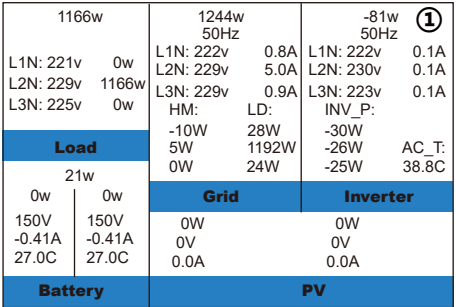 1166w
L1N: 221v 0w
L2N: 229v 1166w
L3N: 225v 0w
Load
1244w
50Hz
L1N: 222v 0.8A
L2N: 229v 5.0A
L3N: 229v 0.9A
HM: LD:
-10W 28W
5W 1192W
0W 24W
Grid
-81w ①
50Hz
L1N: 222v 0.1A
L2N: 230v 0.1A
L3N: 223v 0.1A
INV_P:
-30W
-26W AC_T:
-25W 38.8C
Inverter
21w
0w 0w
150V 150V
-0.41A -0.41A
27.0C 27.0C
Battery
0W 0W
0V 0V
0.0A 0.0A
PV